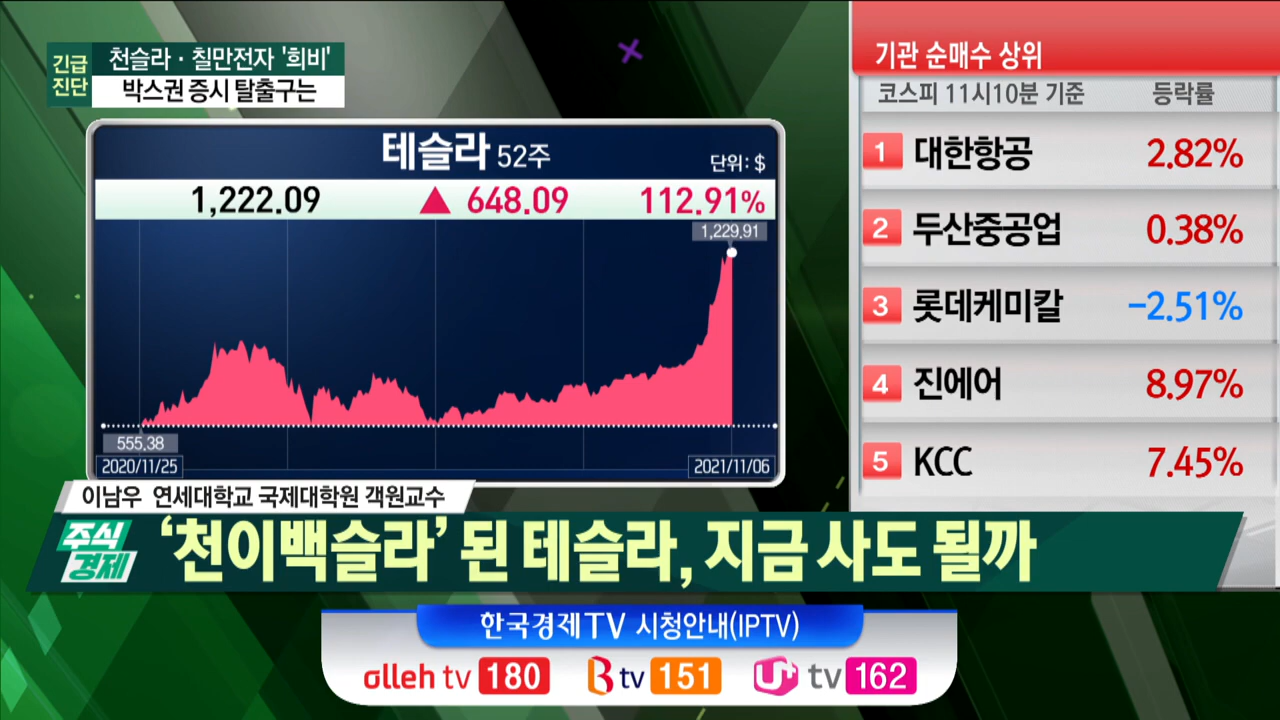 긴급
진단
천슬라·칠만전자 '희비'
박스권 증시 탈출구는
테슬라 52주
단위: $
1,222.09 ▲ 648.09 112.91%
1,229.91
555.38
2020/11/25
2021/11/06
기관 순매수 상위
코스피 11시10분 기준 등락률
1 대한항공 2.82%
2 두산중공업 0.38%
3 롯데케미칼 -2.51%
4 진에어 8.97%
5 KCC 7.45%
이남우 연세대학교 국제대학원 객원교수
주식
경제
'천이백슬라' 된 테슬라, 지금 사도 될까
한국경제TV 시청안내(IPTV)
olleh tv 180 B tv 151 U+ tv 162